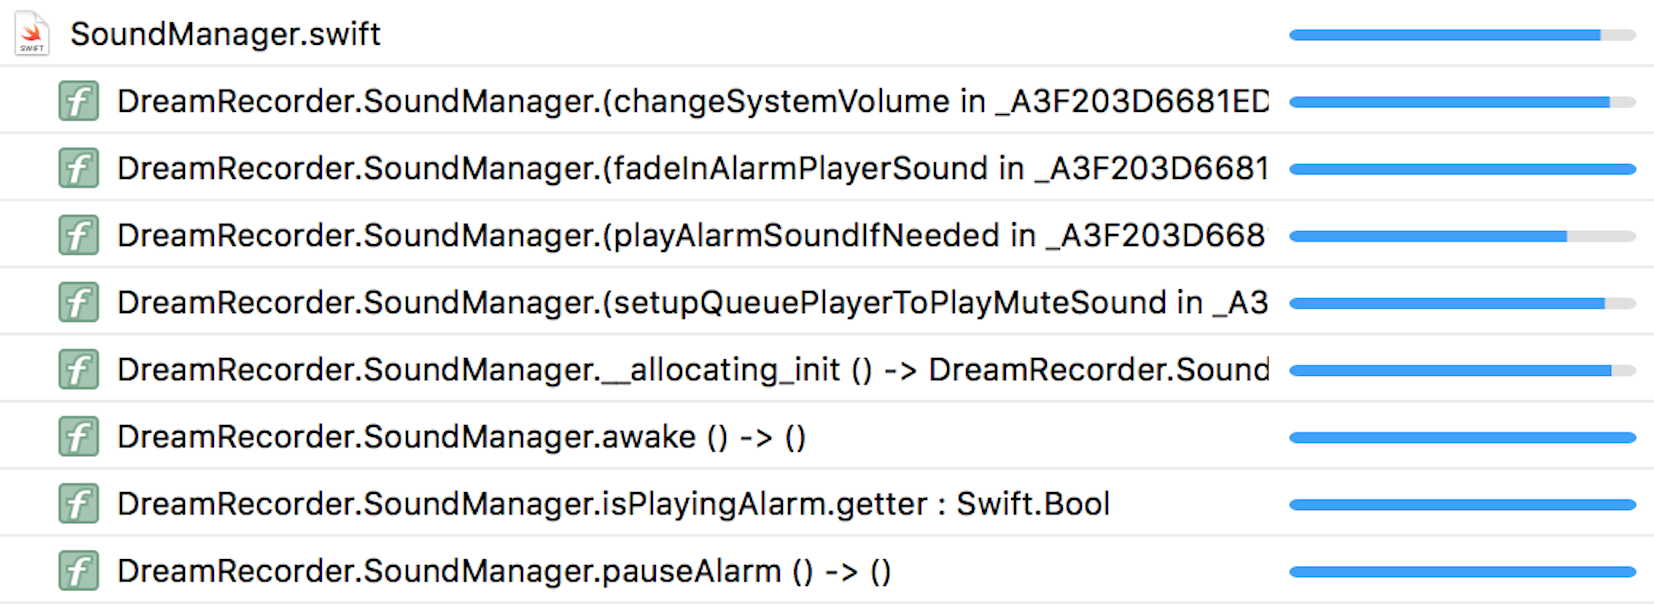 SWIFT
SoundManager.swift
f DreamRecorder.SoundManager.(changeSystemVolume in _A3F203D6681ED
f DreamRecorder.SoundManager.(fadeInAlarmPlayerSound in _A3F203D6681
f DreamRecorder.SoundManager.(playAlarmSoundIfNeeded in _A3F203D668
f DreamRecorder.SoundManager.(setupQueuePlayerToPlayMuteSound in _A3
f DreamRecorder.SoundManager.__allocating_init () -> DreamRecorder.Sound
f DreamRecorder.SoundManager.awake () -> ()
f DreamRecorder.SoundManager.isPlayingAlarm.getter : Swift.Bool
f DreamRecorder.SoundManager.pauseAlarm () -> ()